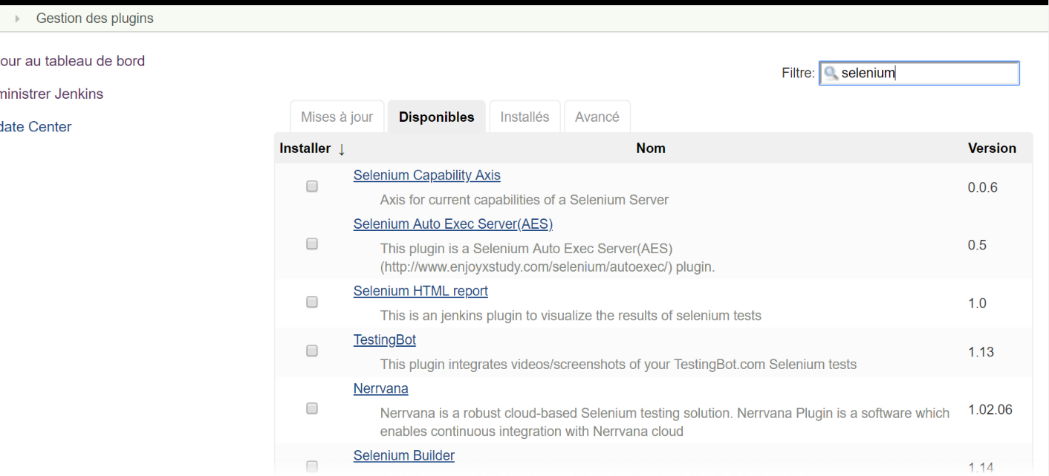 Gestion des plugins
our au tableau de bord
ministrer Jenkins
date Center
Filtre: selenium
Mises à jour Disponibles Installés Avancé
Installer ↓ Nom Version
Selenium Capability Axis
Axis for current capabilities of a Selenium Server
0.0.6
Selenium Auto Exec Server(AES)
This plugin is a Selenium Auto Exec Server(AES)
(http://www.enjoyxstudy.com/selenium/autoexec/) plugin.
0.5
Selenium HTML report
This is an jenkins plugin to visualize the results of selenium tests
1.0
TestingBot
This plugin integrates videos/screenshots of your TestingBot.com Selenium tests
1.13
Nerrvana
Nerrvana is a robust cloud-based Selenium testing solution. Nerrvana Plugin is a software which
enables continuous integration with Nerrvana cloud
1.02.06
Selenium Builder
1.14